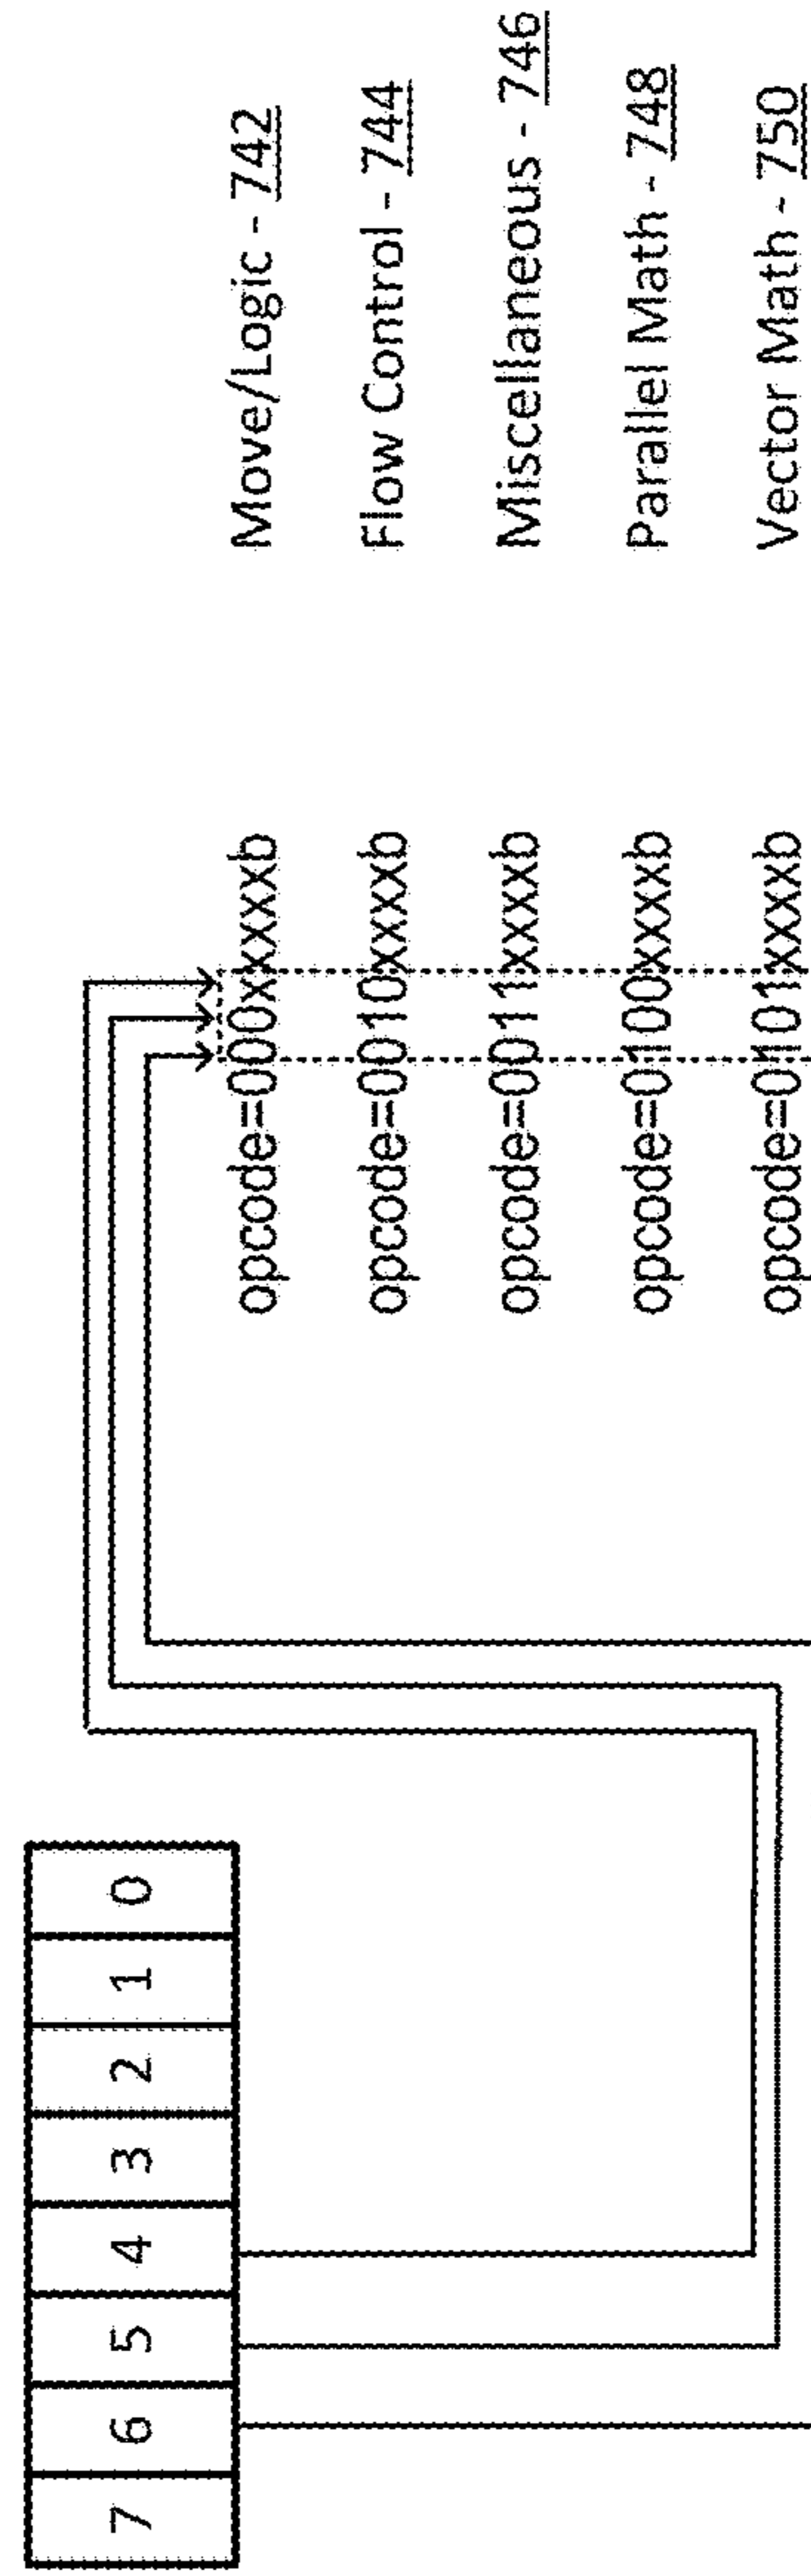 7 6 5 4 3 2 1 0
opcode=000xxxxxb Move/Logic - 742
opcode=0010xxxxb Flow Control - 744
opcode=0011xxxxb Miscellaneous - 746
opcode=0100xxxxb Parallel Math - 748
opcode=0101xxxxb Vector Math - 750